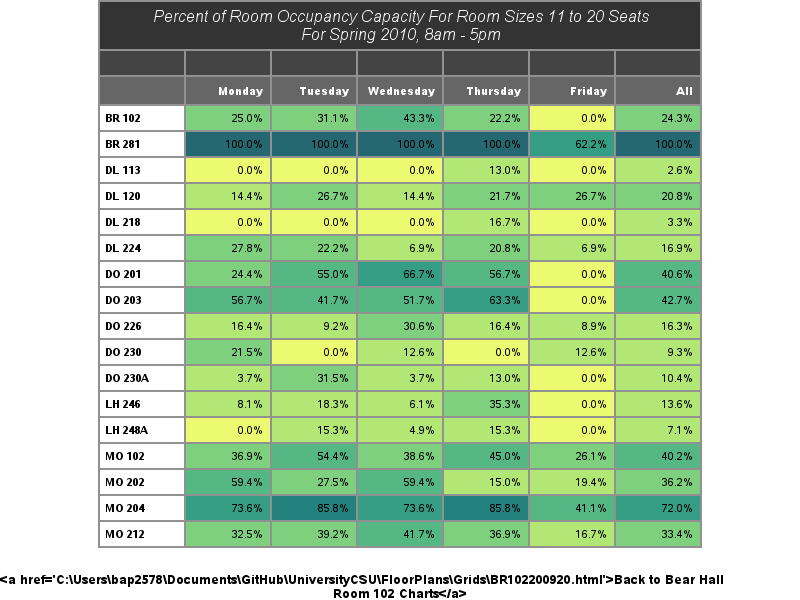 Percent of Room Occupancy Capacity For Room Sizes 11 to 20 Seats
For Spring 2010, 8am - 5pm
Monday Tuesday Wednesday Thursday Friday All
BR 102 25.0% 31.1% 43.3% 22.2% 0.0% 24.3%
BR 281 100.0% 100.0% 100.0% 100.0% 62.2% 100.0%
DL 113 0.0% 0.0% 0.0% 13.0% 0.0% 2.6%
DL 120 14.4% 26.7% 14.4% 21.7% 26.7% 20.8%
DL 218 0.0% 0.0% 0.0% 16.7% 0.0% 3.3%
DL 224 27.8% 22.2% 6.9% 20.8% 6.9% 16.9%
DO 201 24.4% 55.0% 66.7% 56.7% 0.0% 40.6%
DO 203 56.7% 41.7% 51.7% 63.3% 0.0% 42.7%
DO 226 16.4% 9.2% 30.6% 16.4% 8.9% 16.3%
DO 230 21.5% 0.0% 12.6% 0.0% 12.6% 9.3%
DO 230A 3.7% 31.5% 3.7% 13.0% 0.0% 10.4%
LH 246 8.1% 18.3% 6.1% 35.3% 0.0% 13.6%
LH 248A 0.0% 15.3% 4.9% 15.3% 0.0% 7.1%
MO 102 36.9% 54.4% 38.6% 45.0% 26.1% 40.2%
MO 202 59.4% 27.5% 59.4% 15.0% 19.4% 36.2%
MO 204 73.6% 85.8% 73.6% 85.8% 41.1% 72.0%
MO 212 32.5% 39.2% 41.7% 36.9% 16.7% 33.4%
<a href='C:\Users\bap2578\Documents\GitHub\UniversityCSU\FloorPlans\Grids\BR102200920.html'>Back to Bear Hall
Room 102 Charts</a>